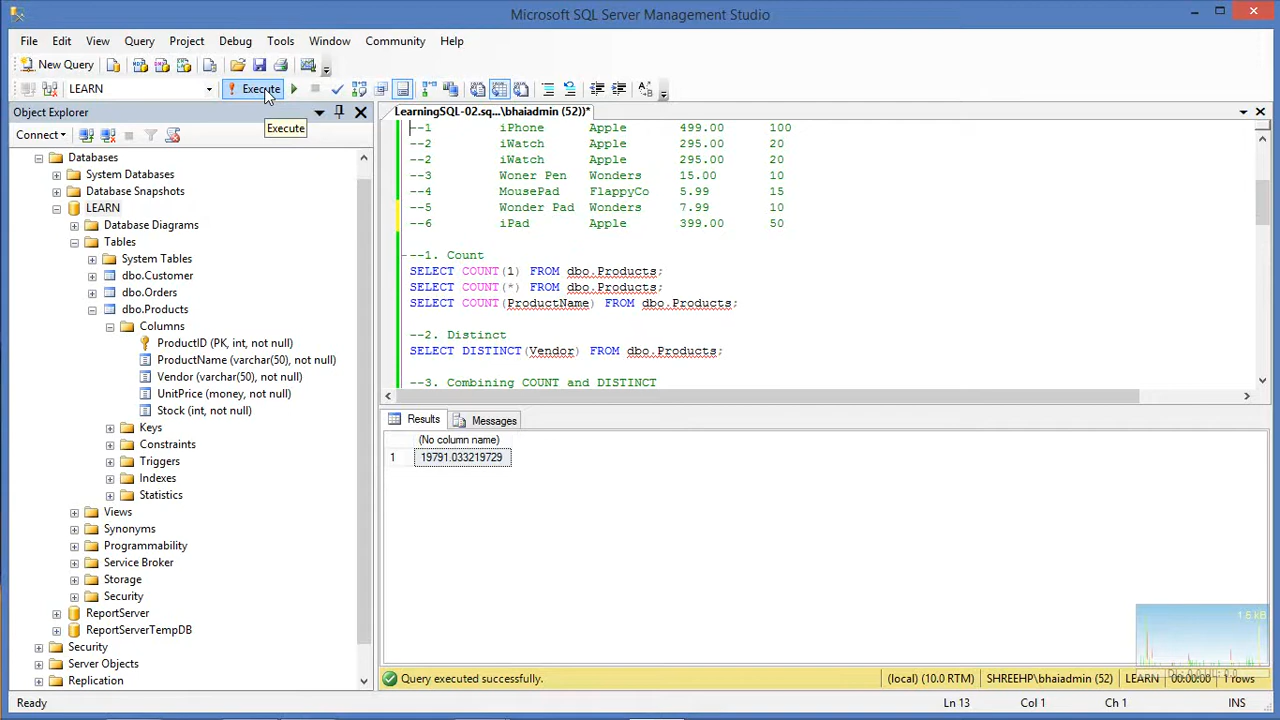 Microsoft SQL Server Management Studio
File Edit View Query Project Debug Tools Window Community Help
New Query
LEARN Execute
Object Explorer
LearningSQL-02.sq...\bhaiadmin (52))*
Execute
Connect
Databases
System Databases
Database Snapshots
LEARN
Database Diagrams
Tables
System Tables
dbo.Customer
dbo.Orders
dbo.Products
Columns
ProductID (PK, int, not null)
ProductName (varchar(50), not null)
Vendor (varchar(50), not null)
UnitPrice (money, not null)
Stock (int, not null)
Keys
Constraints
Triggers
Indexes
Statistics
Views
Synonyms
Programmability
Service Broker
Storage
Security
ReportServer
ReportServerTempDB
Security
Server Objects
Replication
--1 iPhone Apple 499.00 100
--2 iWatch Apple 295.00 20
--2 iWatch Apple 295.00 20
--3 Woner Pen Wonders 15.00 10
--4 MousePad FlappyCo 5.99 15
--5 Wonder Pad Wonders 7.99 10
--6 iPad Apple 399.00 50
--1. Count
SELECT COUNT(1) FROM dbo.Products;
SELECT COUNT(*) FROM dbo.Products;
SELECT COUNT(ProductName) FROM dbo.Products;
--2. Distinct
SELECT DISTINCT(Vendor) FROM dbo.Products;
--3. Combining COUNT and DISTINCT
Results Messages
(No column name)
1 19791.033219729
1.6 kB
Query executed successfully.
(local) (10.0 RTM) SHREEHP\bhaiadmin (52) LEARN 00:00:00 1 rows
Ready Ln 13 Col 1 Ch 1 INS